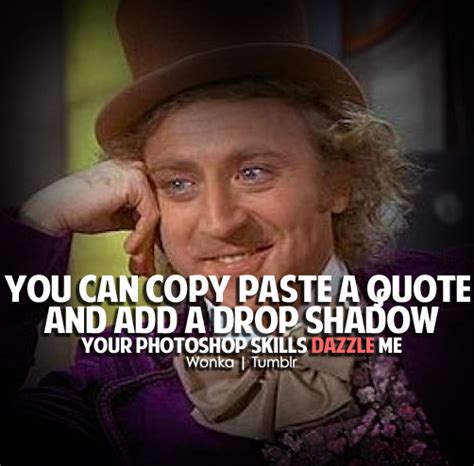 YOU CAN COPY PASTE A QUOTE
AND ADD A DROP SHADOW
YOUR PHOTOSHOP SKILLS DAZZLE ME
Wonka | Tumblr